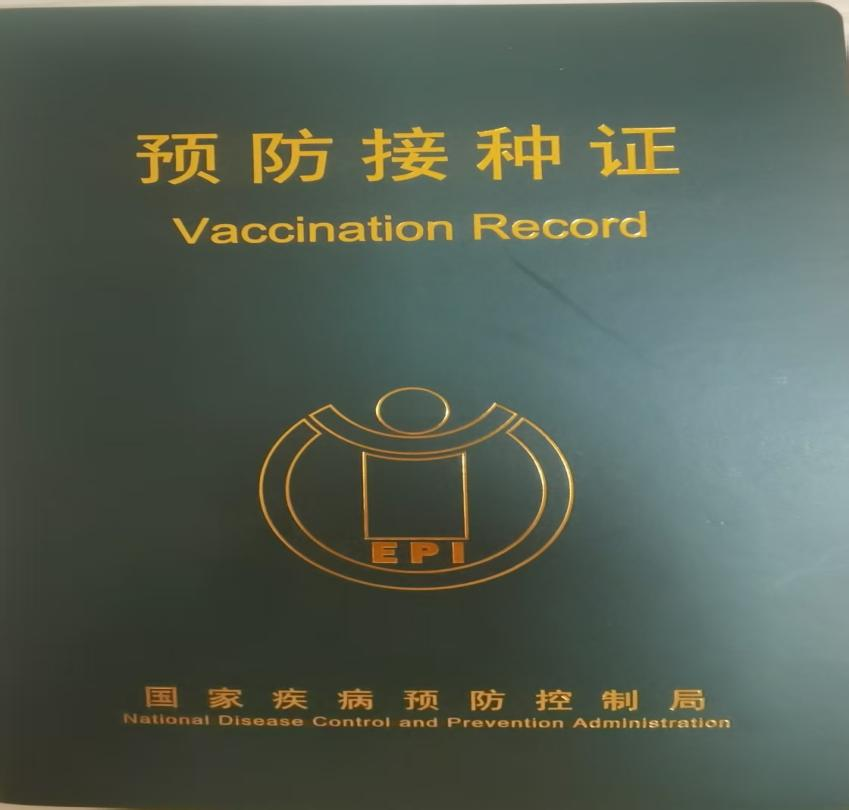 预防接种证
Vaccination Record
EPI
国家疾病预防控制局
National Disease Control and Prevention Administration